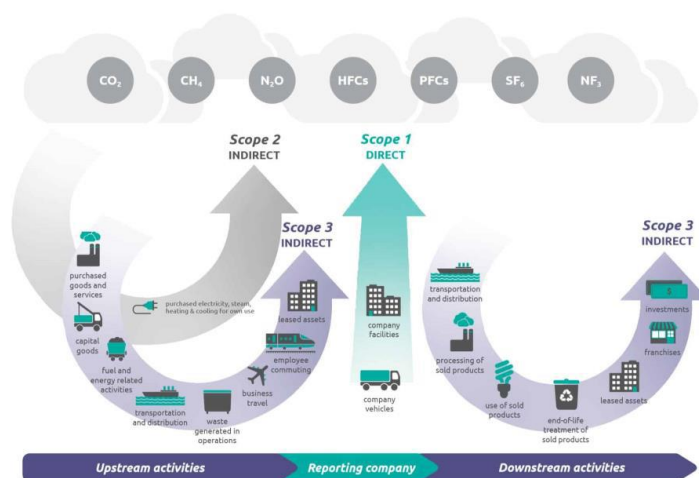 CO₂
CH₄
N₂O
HFCs
PFCs
SF₆
NF₃
Scope 2
INDIRECT
Scope 1
DIRECT
Scope 3
INDIRECT
Scope 3
INDIRECT
purchased
goods and
services
capital
goods
fuel and
energy related
activities
purchased electricity, steam,
heating & cooling for own use
transportation
and distribution
waste
generated in
operations
business
travel
employee
commuting
leased assets
company
facilities
company
vehicles
transportation
and distribution
processing of
sold products
use of sold
products
end-of-life
treatment of
sold products
leased assets
franchises
investments
$
Upstream activities
Reporting company
Downstream activities